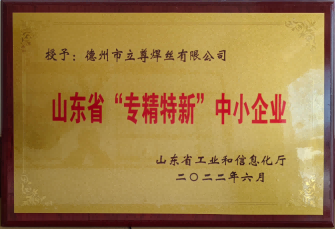 授予：德州市立尊焊丝有限公司
山东省“专精特新”中小企业
山东省工业和信息化厅
二〇二二年六月